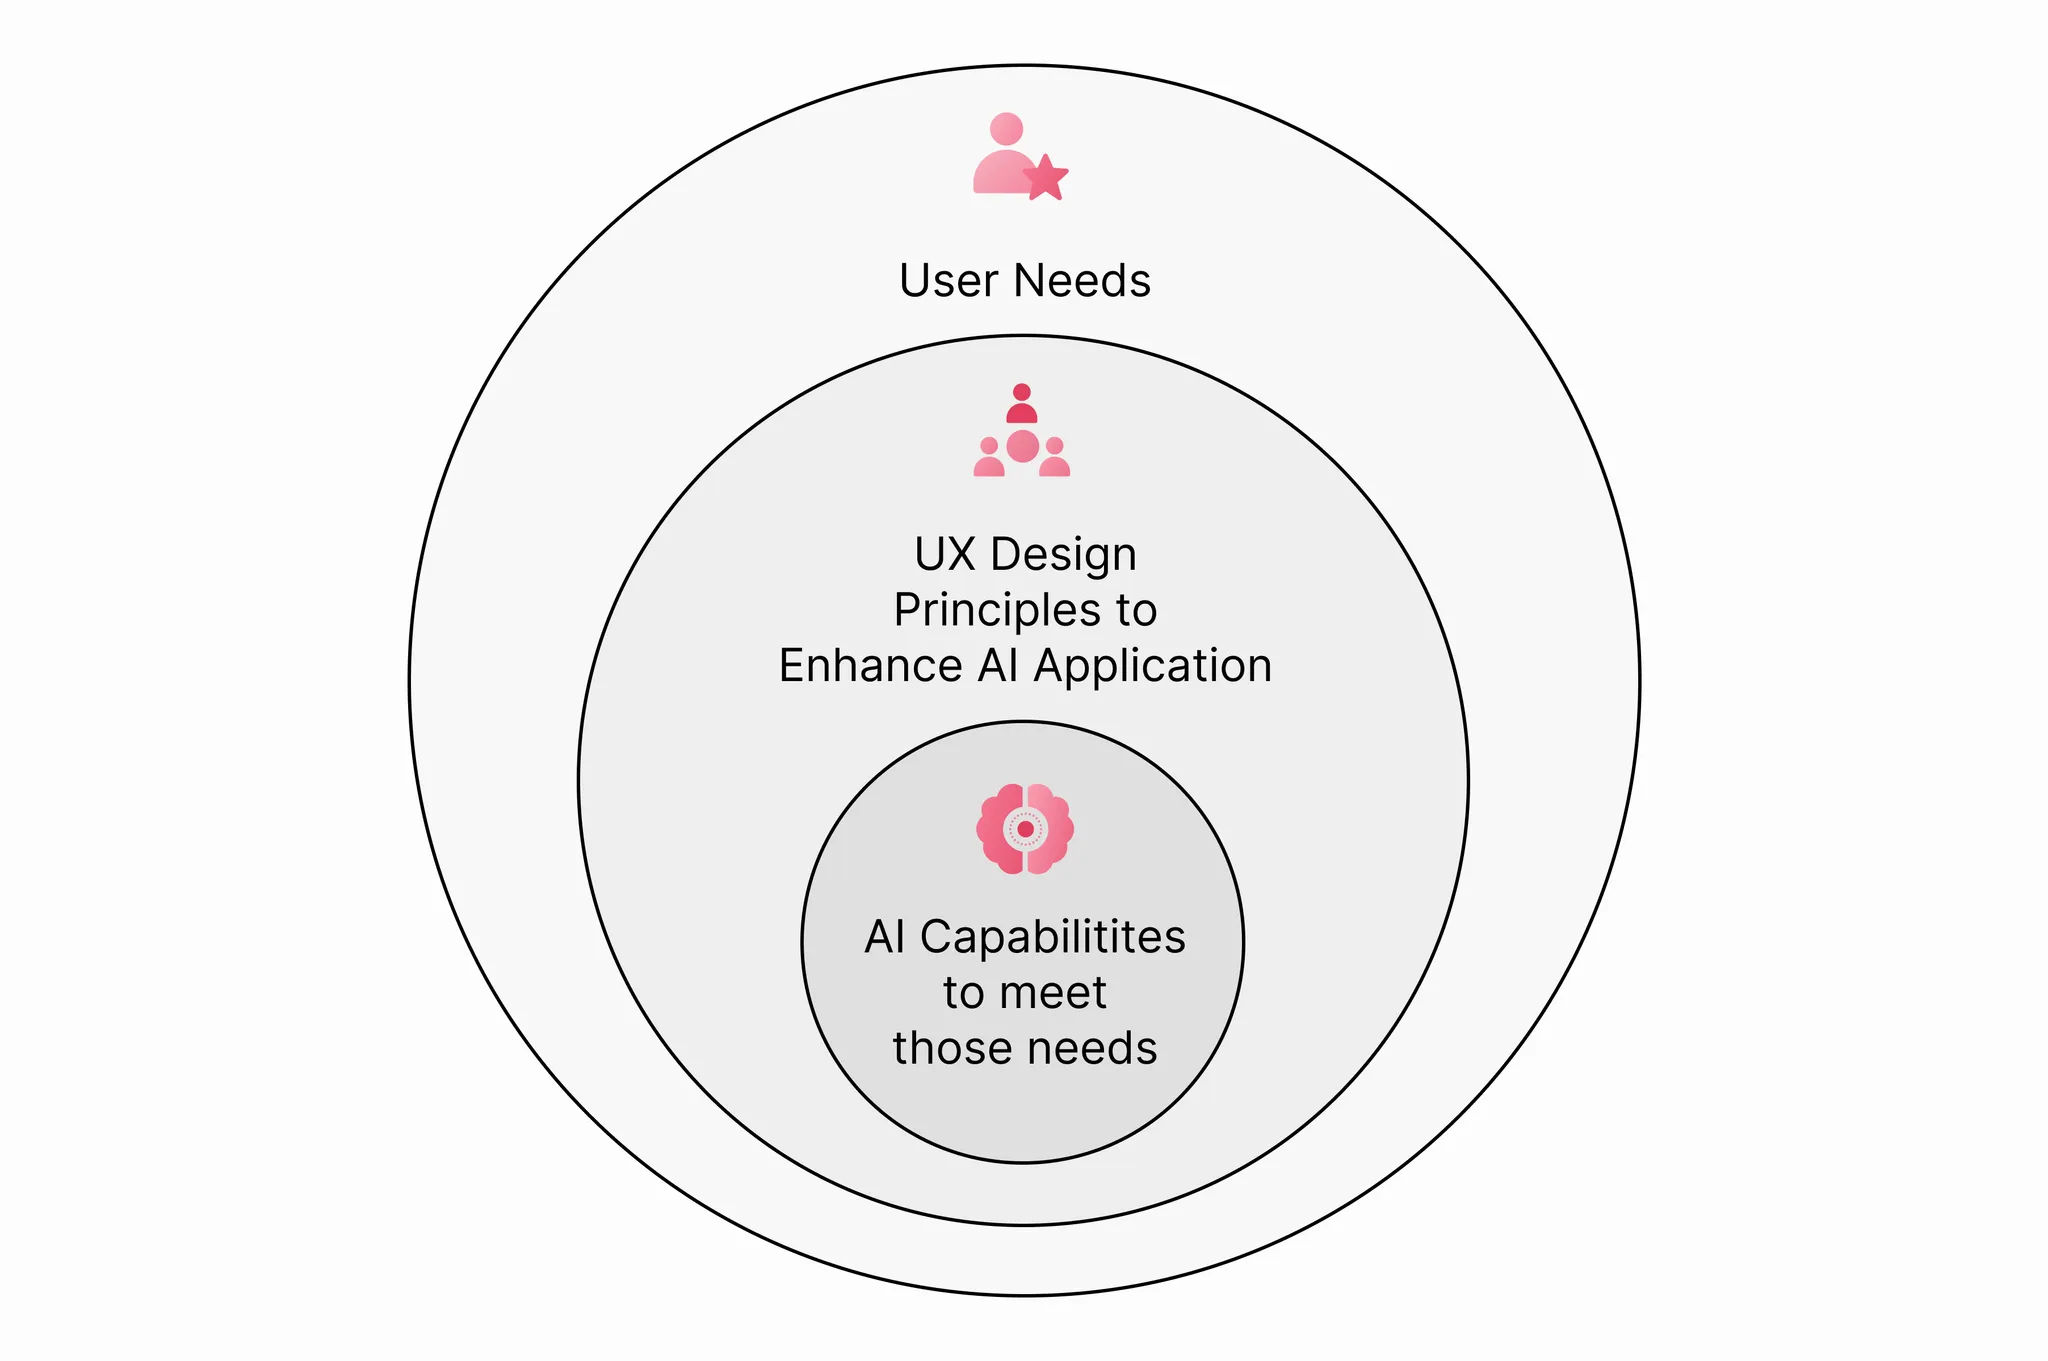 User Needs
UX Design
Principles to
Enhance AI Application
AI Capabilitites
to meet
those needs